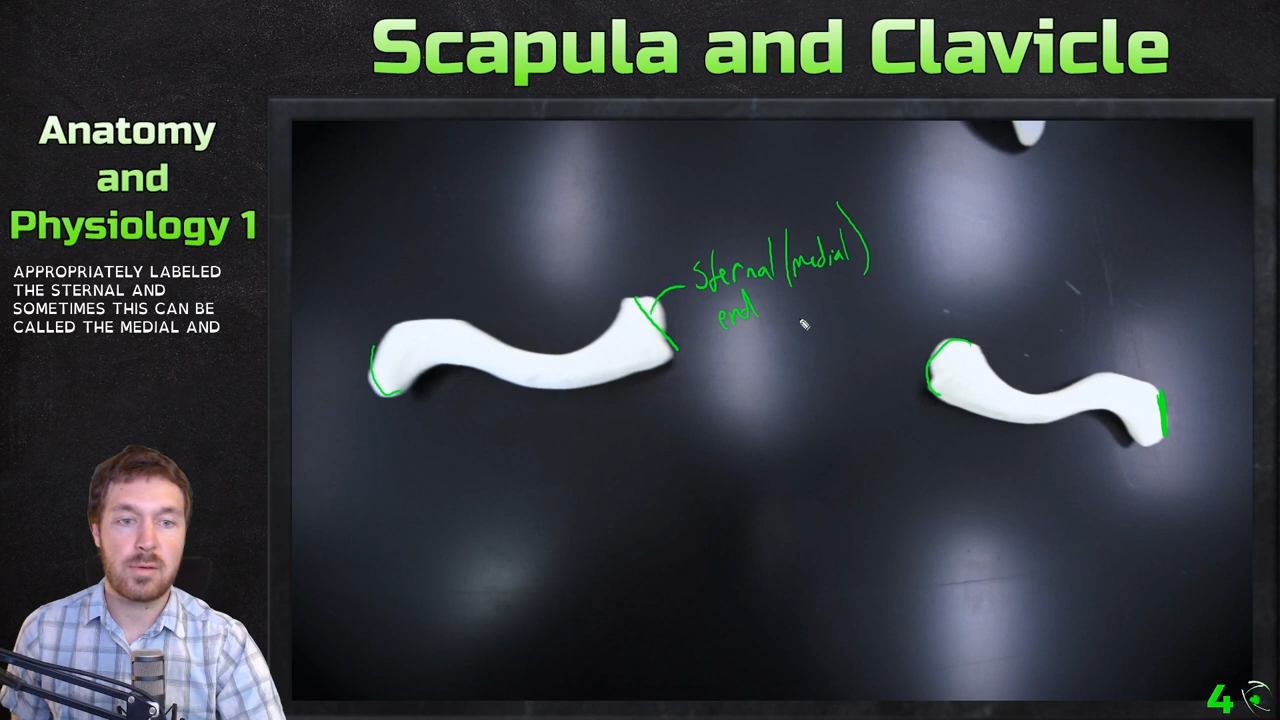 Scapula and Clavicle
Anatomy
and
Physiology 1
APPROPRIATELY LABELED
THE STERNAL AND
SOMETIMES THIS CAN BE
CALLED THE MEDIAL AND
Sternal (medial)
end
4